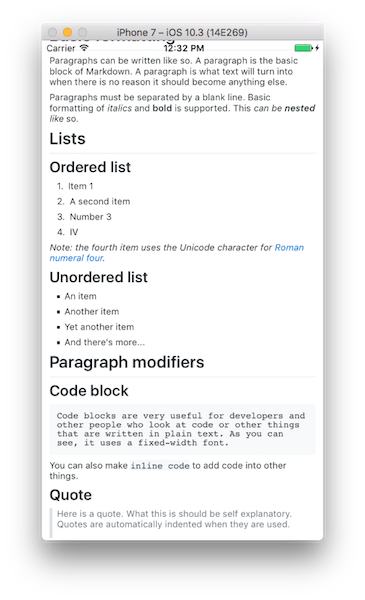 iPhone 7 – iOS 10.3 (14E269)
Carrier 12:32 PM
Basic formatting
Paragraphs can be written like so. A paragraph is the basic
block of Markdown. A paragraph is what text will turn into
when there is no reason it should become anything else.
Paragraphs must be separated by a blank line. Basic
formatting of italics and bold is supported. This can be nested
like so.
Lists
Ordered list
1. Item 1
2. A second item
3. Number 3
4. IV
Note: the fourth item uses the Unicode character for Roman
numeral four.
Unordered list
▪ An item
▪ Another item
▪ Yet another item
▪ And there's more...
Paragraph modifiers
Code block
Code blocks are very useful for developers and
other people who look at code or other things
that are written in plain text. As you can
see, it uses a fixed-width font.
You can also make inline code to add code into other
things.
Quote
Here is a quote. What this is should be self explanatory.
Quotes are automatically indented when they are used.